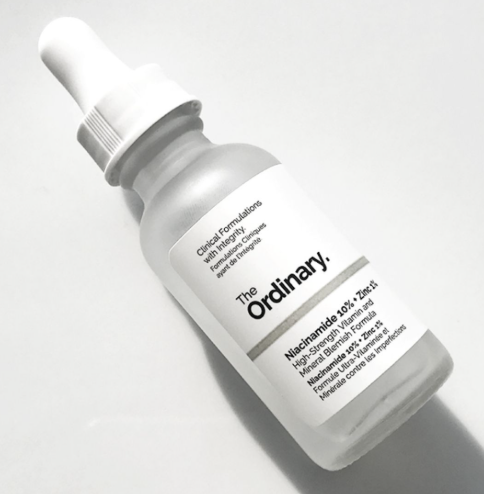 Clinical Formulations
with Integrity.
Formulations Cliniques
ayant de l'intégrité
The
Ordinary.
Niacinamide 10% + Zinc 1%
High-Strength Vitamin and
Mineral Blemish Formula
Niacinamide 10% + Zinc 1%
Formule Ultra-Vitaminée et
Minérale contre les Imperfections